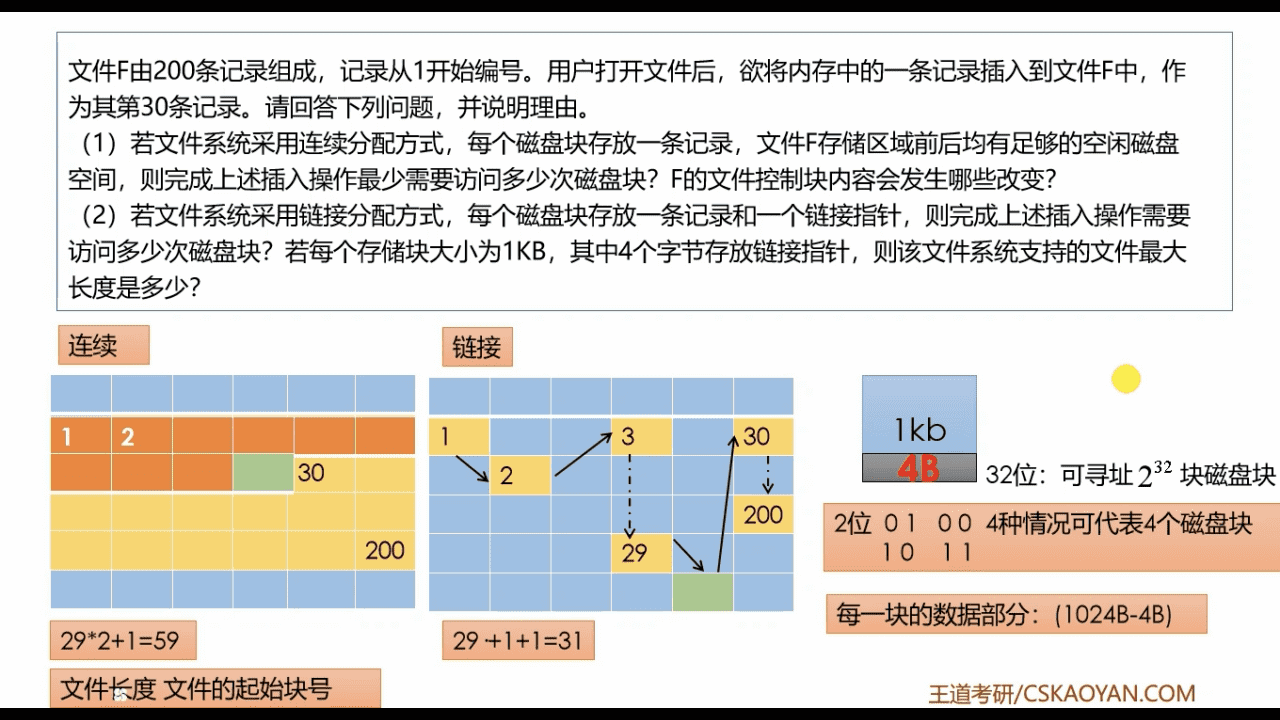 文件F由200条记录组成，记录从1开始编号。用户打开文件后，欲将内存中的一条记录插入到文件F中，作
为其第30条记录。请回答下列问题，并说明理由。
（1）若文件系统采用连续分配方式，每个磁盘块存放一条记录，文件F存储区域前后均有足够的空闲磁盘
空间，则完成上述插入操作最少需要访问多少次磁盘块？F的文件控制块内容会发生哪些改变？
（2）若文件系统采用链接分配方式，每个磁盘块存放一条记录和一个链接指针，则完成上述插入操作需要
访问多少次磁盘块？若每个存储块大小为1KB，其中4个字节存放链接指针，则该文件系统支持的文件最大
长度是多少？
连续
1 2
30
200
29*2+1=59
文件长度 文件的起始块号
链接
1 3 30
2
200
29
29 +1+1=31
1kb
4B
32位：可寻址 2^32 块磁盘块
2位 0 1 0 0 4种情况可代表4个磁盘块
1 0 1 1
每一块的数据部分：(1024B-4B)
王道考研/CSKAOYAN.COM